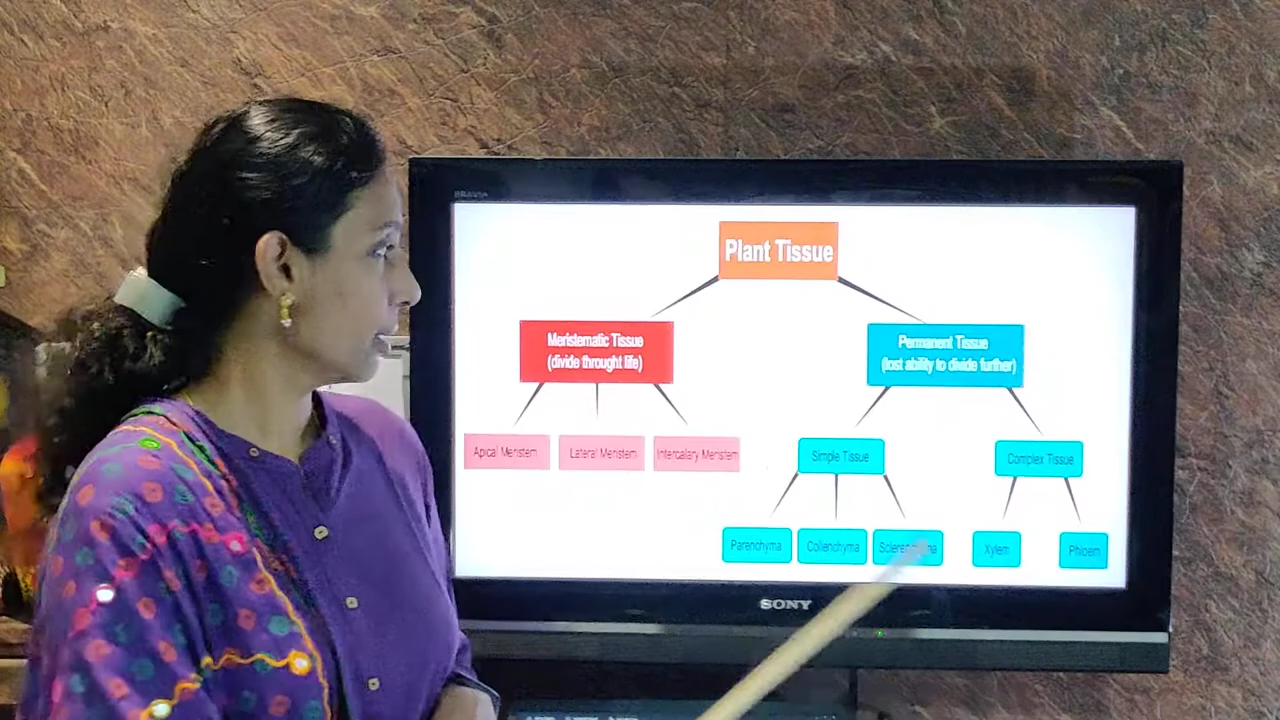 BRAVIA
Plant Tissue
Meristematic Tissue
(divide throught life)
Permanent Tissue
(lost ability to divide further)
Apical Meristem
Lateral Meristem
Intercalary Meristem
Simple Tissue
Complex Tissue
Parenchyma
Collenchyma
Xylem
Phloem
SONY